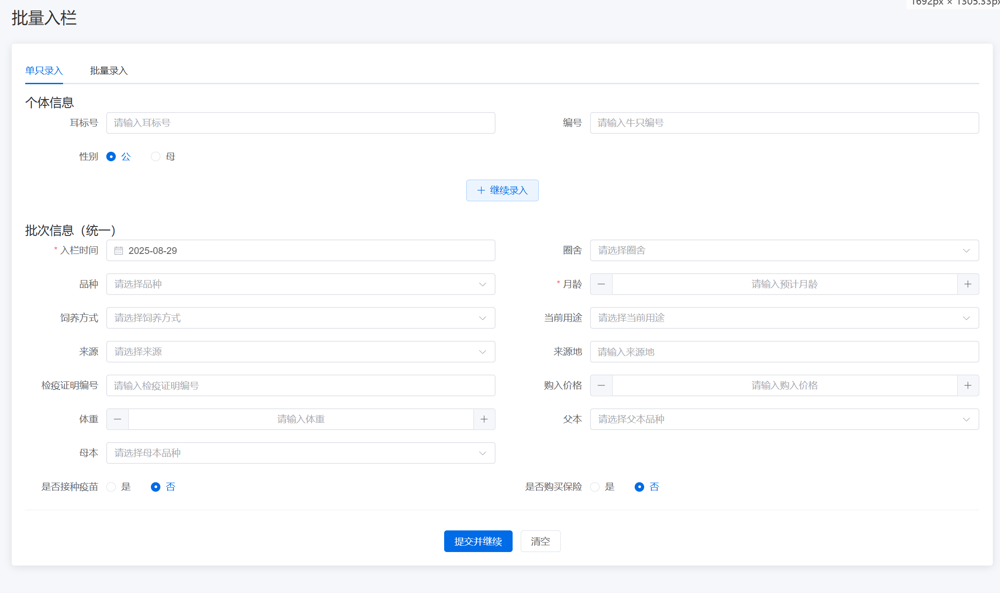 1692px × 1305.33px
批量入栏
单只录入 批量录入
个体信息
耳标号 请输入耳标号 编号 请输入牛只编号
性别 公 母
继续录入
批次信息（统一）
* 入栏时间 2025-08-29 圈舍 请选择圈舍
品种 请选择品种 * 月龄 请输入预计月龄
饲养方式 请选择饲养方式 当前用途 请选择当前用途
来源 请选择来源 来源地 请输入来源地
检疫证明编号 请输入检疫证明编号 购入价格 请输入购入价格
体重 请输入体重 父本 请选择父本品种
母本 请选择母本品种
是否接种疫苗 是 否 是否购买保险 是 否
提交并继续 清空